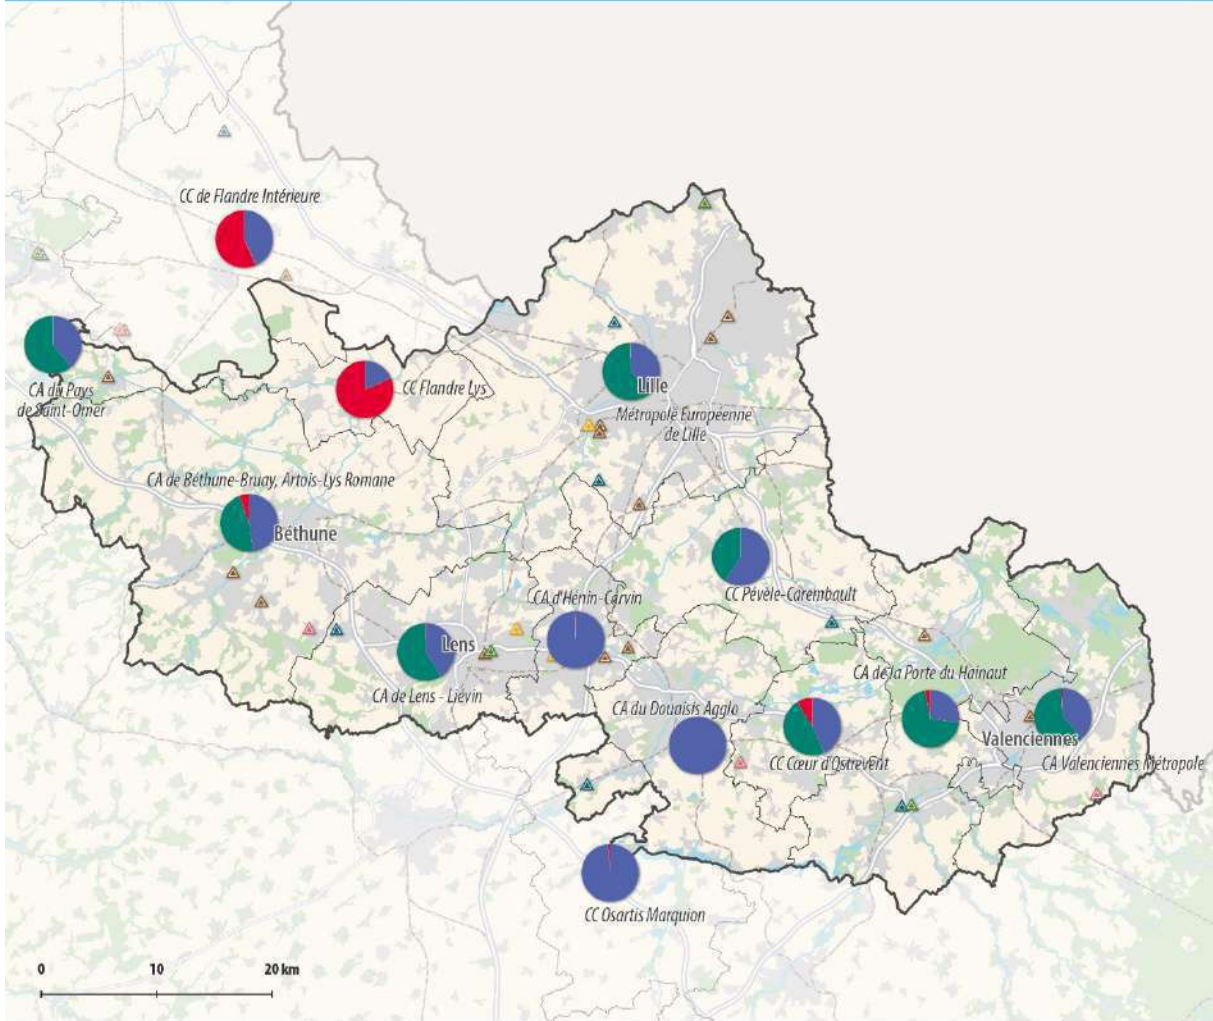 CC de Flandre Intérieure
CC Flandre Lys
CA du Pays
de Saint-Omer
Lille
Métropole Européenne
de Lille
CA de Béthune-Bruay, Artois-Lys Romane
Béthune
CC Pévèle-Carembault
CA d'Hénin-Carvin
Lens
CA de Lens - Liévin
CA de la Porte du Hainaut
CA du Douaisis Agglo
Valenciennes
CC Cœur d'Ostrevent
CA Valenciennes Métropole
CC Osartis Marquion
0 10 20 km